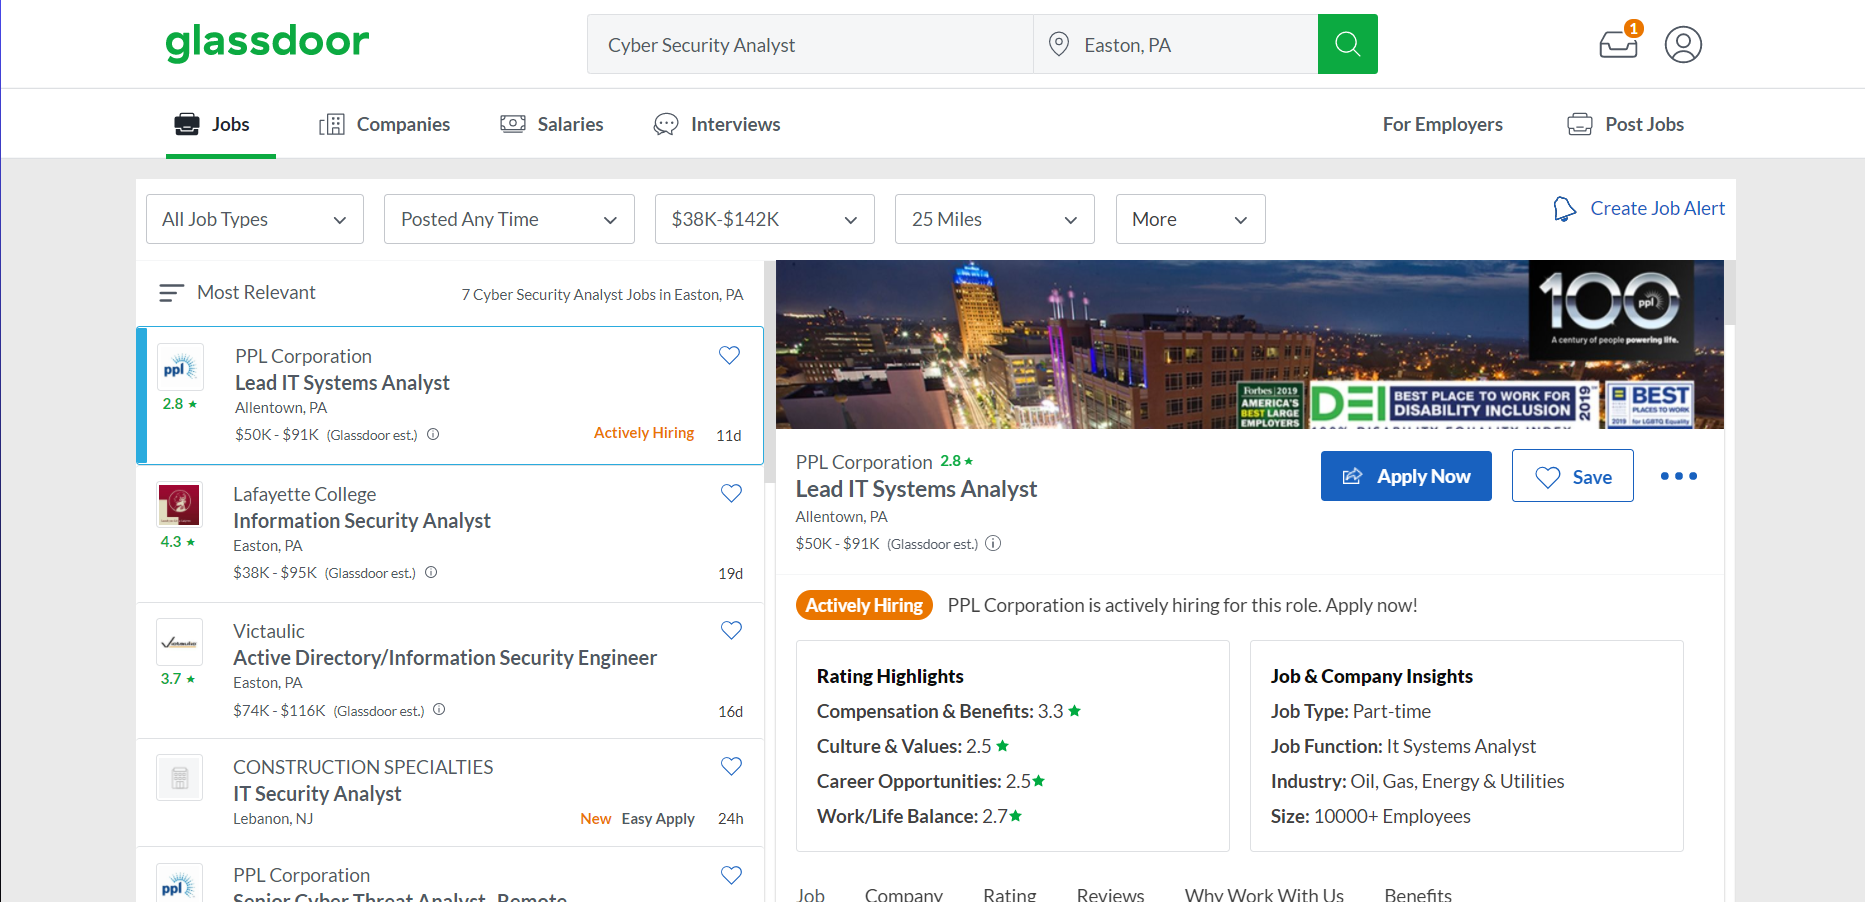 glassdoor
Cyber Security Analyst
Easton, PA
1
Jobs
Companies
Salaries
Interviews
For Employers
Post Jobs
All Job Types
Posted Any Time
$38K-$142K
25 Miles
More
Create Job Alert
Most Relevant
7 Cyber Security Analyst Jobs in Easton, PA
ppl
2.8 ★
PPL Corporation
Lead IT Systems Analyst
Allentown, PA
$50K - $91K (Glassdoor est.)
Actively Hiring
11d
4.3 ★
Lafayette College
Information Security Analyst
Easton, PA
$38K - $95K (Glassdoor est.)
19d
Victaulic
3.7 ★
Victaulic
Active Directory/Information Security Engineer
Easton, PA
$74K - $116K (Glassdoor est.)
16d
CONSTRUCTION SPECIALTIES
IT Security Analyst
Lebanon, NJ
New
Easy Apply
24h
ppl
PPL Corporation
Senior Cyber Threat Analyst- Remote
100
ppl
A century of people powering life.
Forbes 2019
AMERICA'S
BEST LARGE
EMPLOYERS
DEI
BEST PLACE TO WORK FOR
DISABILITY INCLUSION
2019
100% DISABILITY EQUALITY INDEX
BEST
PLACES TO WORK
2019 for LGBTQ Equality
PPL Corporation 2.8 ★
Lead IT Systems Analyst
Allentown, PA
$50K - $91K (Glassdoor est.)
Apply Now
Save
Actively Hiring
PPL Corporation is actively hiring for this role. Apply now!
Rating Highlights
Compensation & Benefits: 3.3 ★
Culture & Values: 2.5 ★
Career Opportunities: 2.5★
Work/Life Balance: 2.7★
Job & Company Insights
Job Type: Part-time
Job Function: It Systems Analyst
Industry: Oil, Gas, Energy & Utilities
Size: 10000+ Employees
Job
Company
Rating
Reviews
Why Work With Us
Benefits